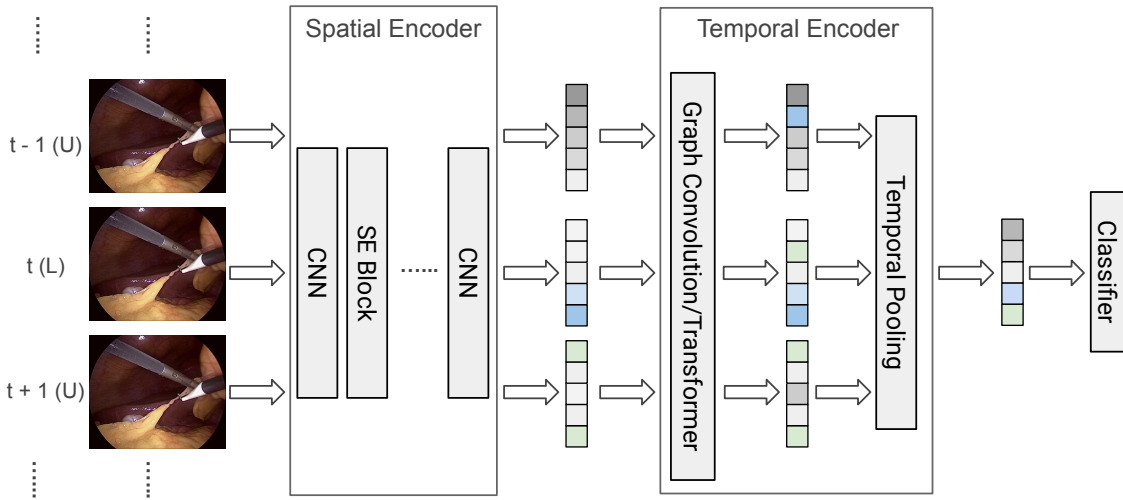 Spatial Encoder
Temporal Encoder
t - 1 (U)
t (L)
t + 1 (U)
CNN
SE Block
......
CNN
Graph Convolution/Transformer
Temporal Pooling
Classifier